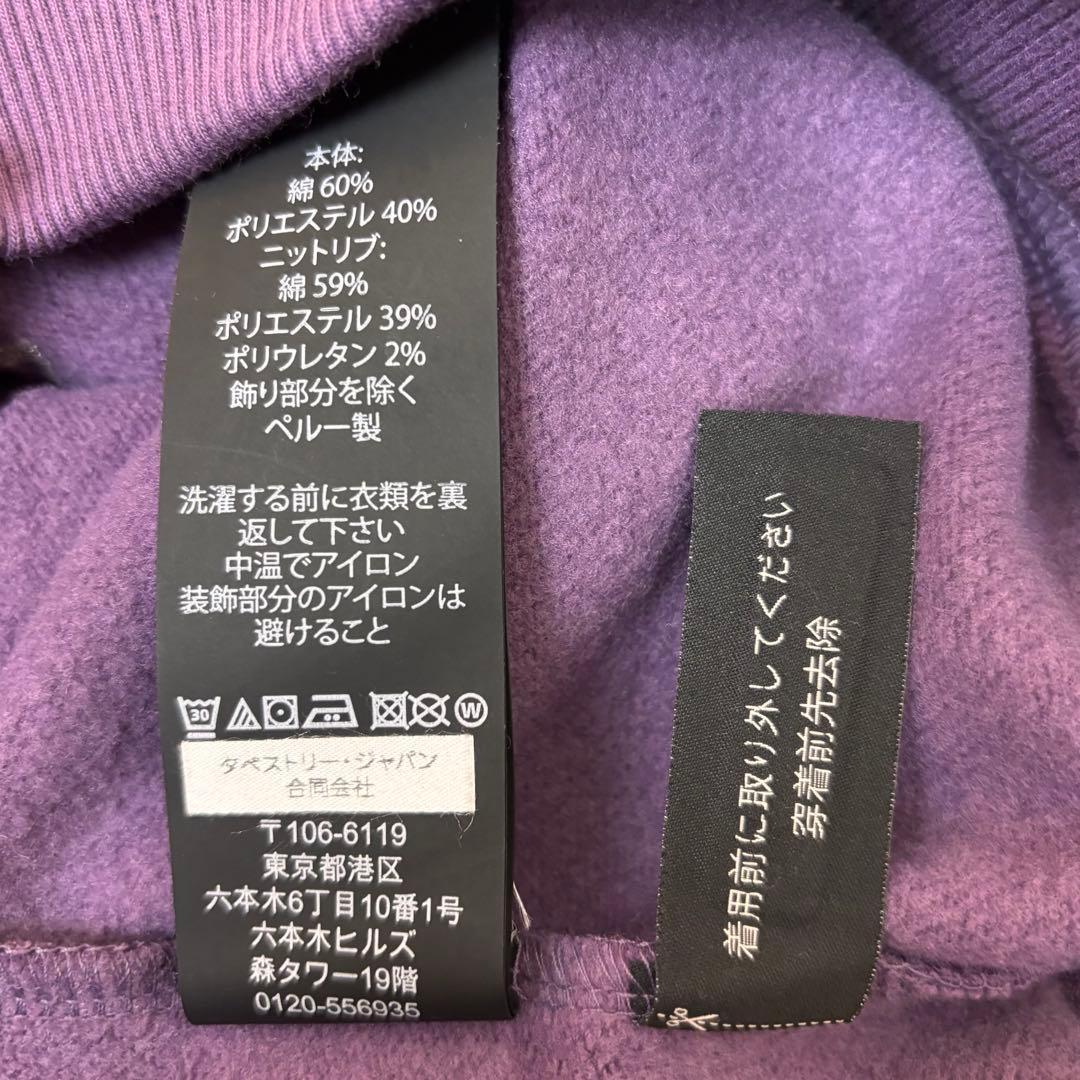 本体:
綿 60%
ポリエステル 40%
ニットリブ:
綿 59%
ポリエステル 39%
ポリウレタン 2%
飾り部分を除く
ペルー製
洗濯する前に衣類を裏
返して下さい
中温でアイロン
装飾部分のアイロンは
避けること
30
W
タペストリー・ジャパン
合同会社
〒106-6119
東京都港区
六本木6丁目10番1号
六本木ヒルズ
森タワー19階
0120-556935
着用前に取り外してください
穿着前先去除